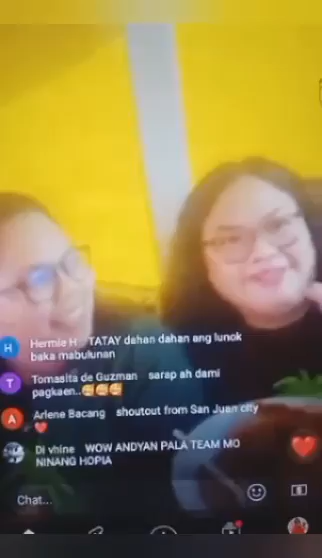 H Hermie H TATAY dahan dahan ang lunok
baka mabulunan
T Tomasita de Guzman sarap ah dami
pagkaen..🥰🥰🥰
A Arlene Bacang shoutout from San Juan city
❤️
Di vhine WOW ANDYAN PALA TEAM MO
NINANG HOPIA
Chat...